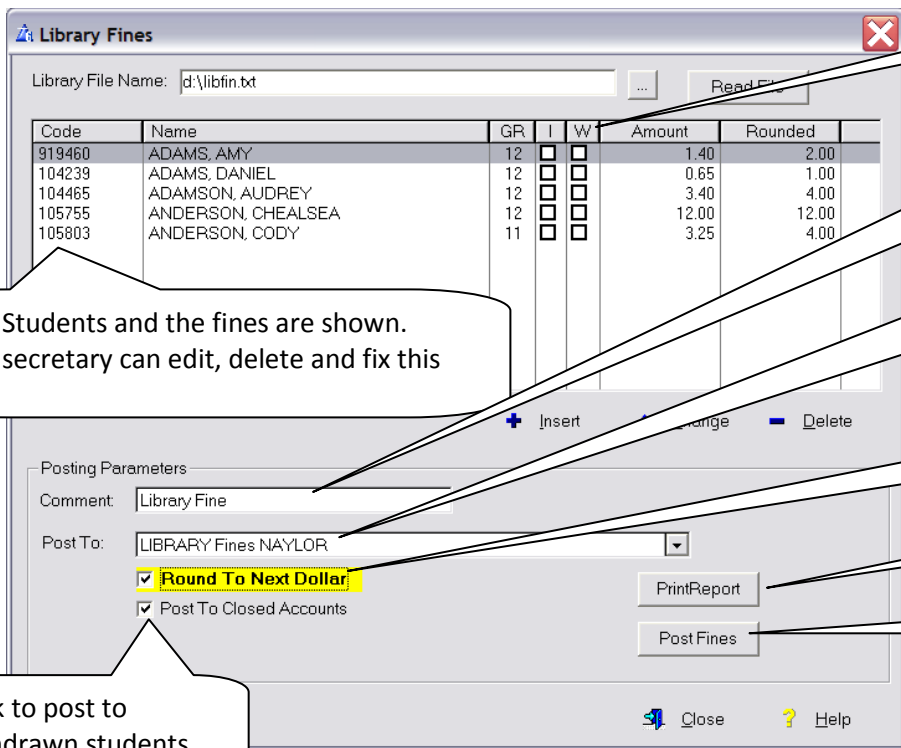 Library Fines
Library File Name: d:\libfin.txt ... Read File
Code Name GR I W Amount Rounded
919460 ADAMS, AMY 12 1.40 2.00
104239 ADAMS, DANIEL 12 0.65 1.00
104465 ADAMSON, AUDREY 12 3.40 4.00
105755 ANDERSON, CHEALSEA 12 12.00 12.00
105803 ANDERSON, CODY 11 3.25 4.00
Students and the fines are shown.
secretary can edit, delete and fix this
Insert Delete
Posting Parameters
Comment: Library Fine
Post To: LIBRARY Fines NAYLOR
Round To Next Dollar
PrintReport
Post To Closed Accounts
Post Fines
to post to
students
Close Help